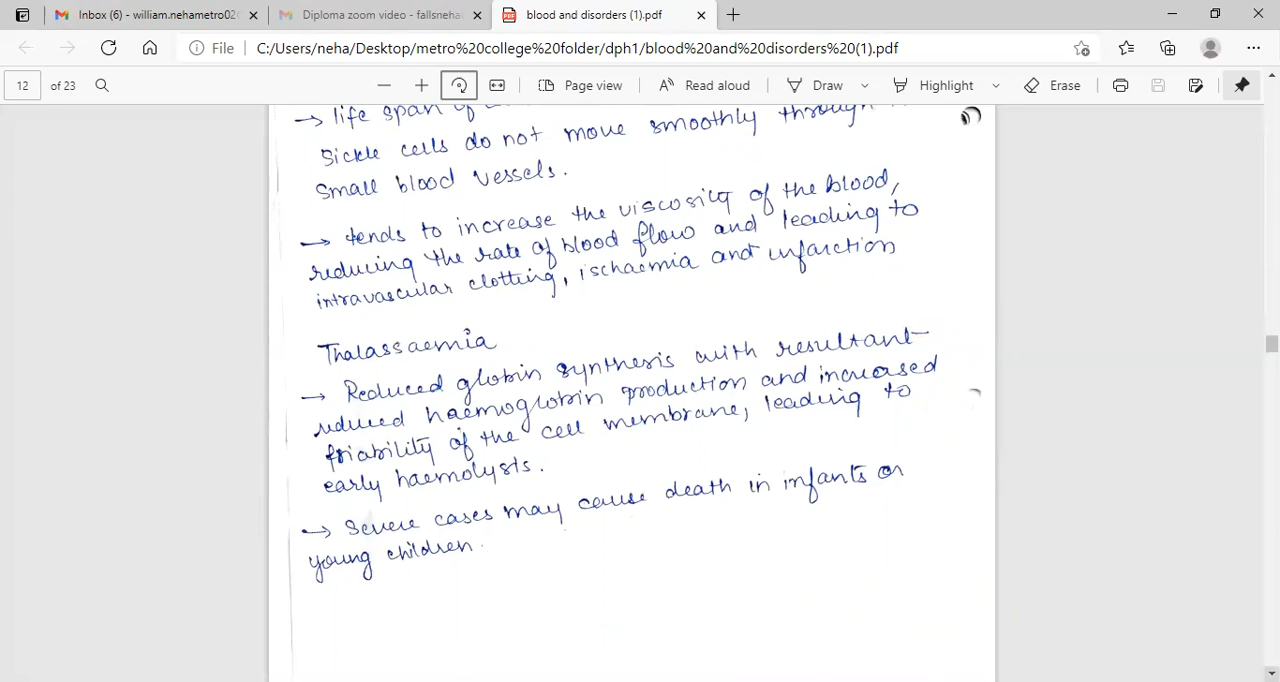 Inbox (6) - william.nehametro02
Diploma zoom video - fallsneha
blood and disorders (1).pdf
File
C:/Users/neha/Desktop/metro%20college%20folder/dph1/blood%20and%20disorders%20(1).pdf
12 of 23
Page view
Read aloud
Draw
Highlight
Erase
→ life span of
Sickle cells do not move smoothly through
small blood vessels.
→ tends to increase the viscosity of the blood,
reducing the rate of blood flow and leading to
intravascular clotting, ischaemia and infarction
Thalassaemia
→ Reduced globin synthesis with resultant
reduced haemoglobin production and increased
friability of the cell membrane, leading to
early haemolysis.
→ Severe cases may cause death in infants or
young children.